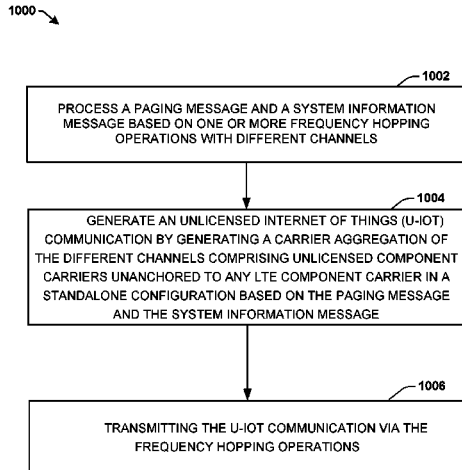 1000
1002
PROCESS A PAGING MESSAGE AND A SYSTEM INFORMATION
MESSAGE BASED ON ONE OR MORE FREQUENCY HOPPING
OPERATIONS WITH DIFFERENT CHANNELS
1004
GENERATE AN UNLICENSED INTERNET OF THINGS (U-IOT)
COMMUNICATION BY GENERATING A CARRIER AGGREGATION OF
THE DIFFERENT CHANNELS COMPRISING UNLICENSED COMPONENT
CARRIERS UNANCHORED TO ANY LTE COMPONENT CARRIER IN A
STANDALONE CONFIGURATION BASED ON THE PAGING MESSAGE
AND THE SYSTEM INFORMATION MESSAGE
1006
TRANSMITTING THE U-IOT COMMUNICATION VIA THE
FREQUENCY HOPPING OPERATIONS